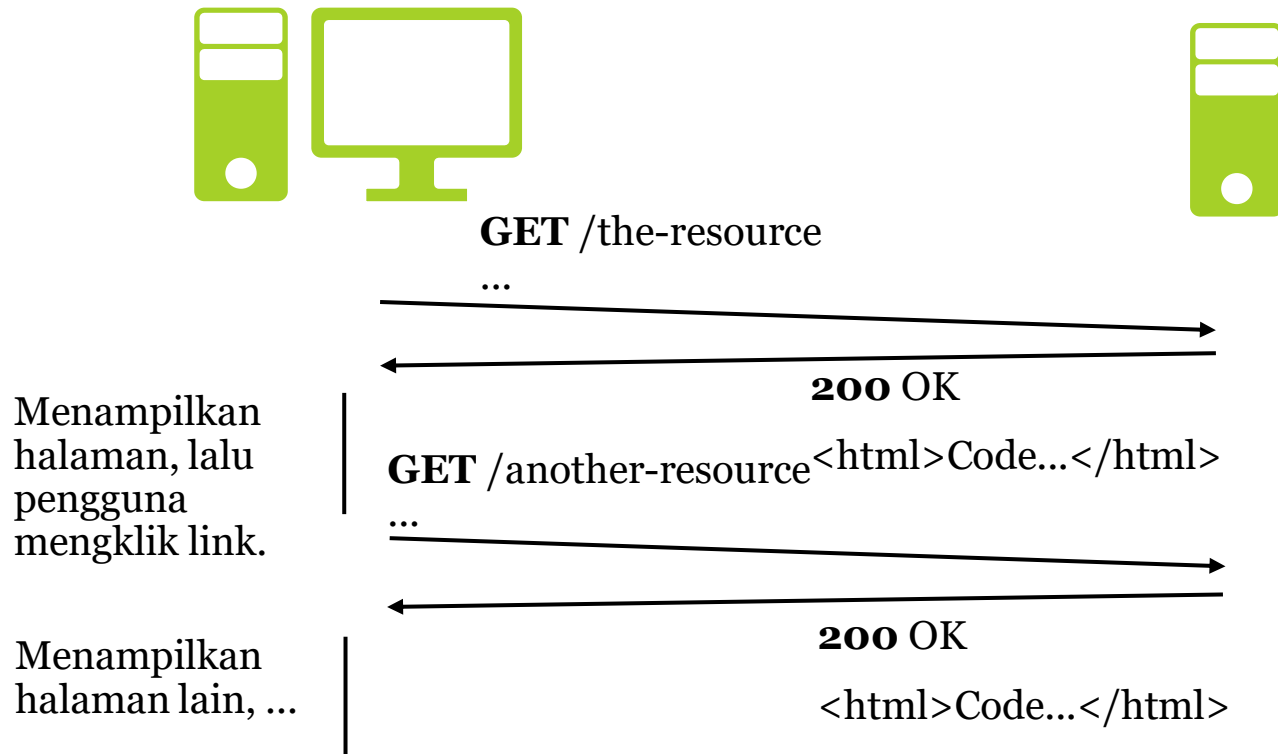 GET /the-resource
...
200 OK
<html>Code...</html>
Menampilkan
halaman, lalu
pengguna
mengklik link.
GET /another-resource
...
200 OK
<html>Code...</html>
Menampilkan
halaman lain, ...